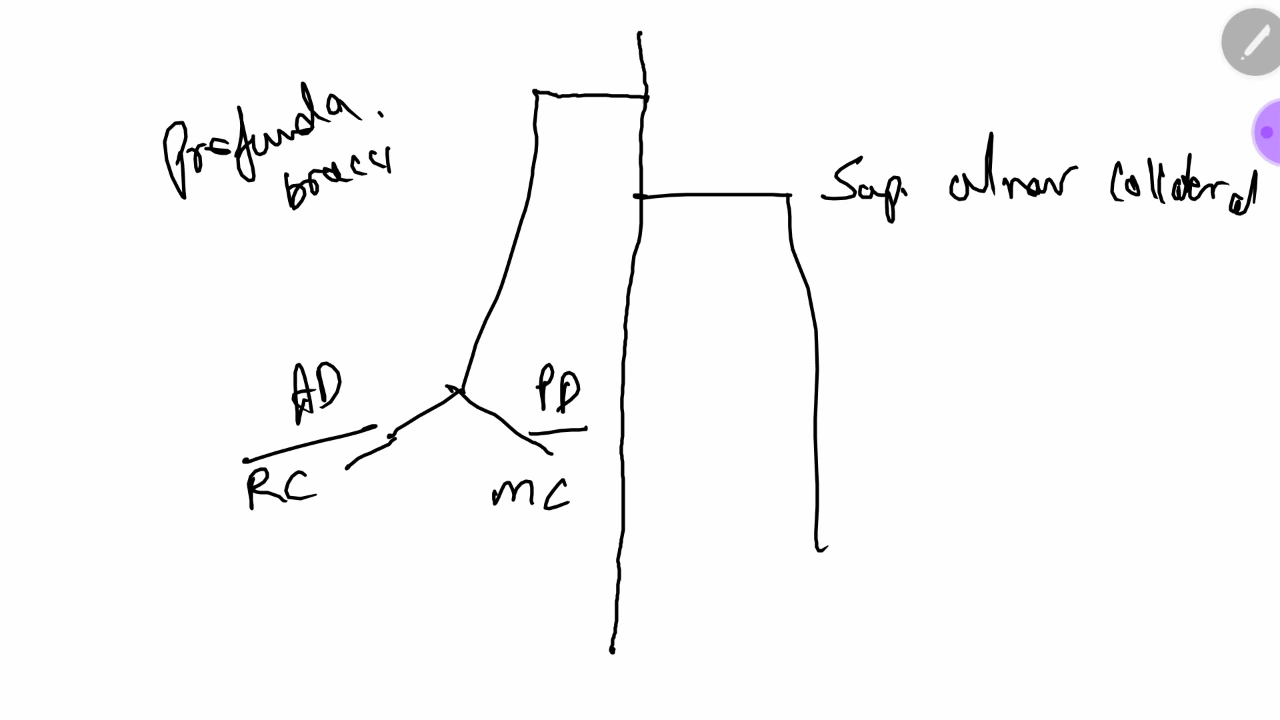 Profunda.
bracci
Sup. ulnar Collateral
AD
PD
RC
MC